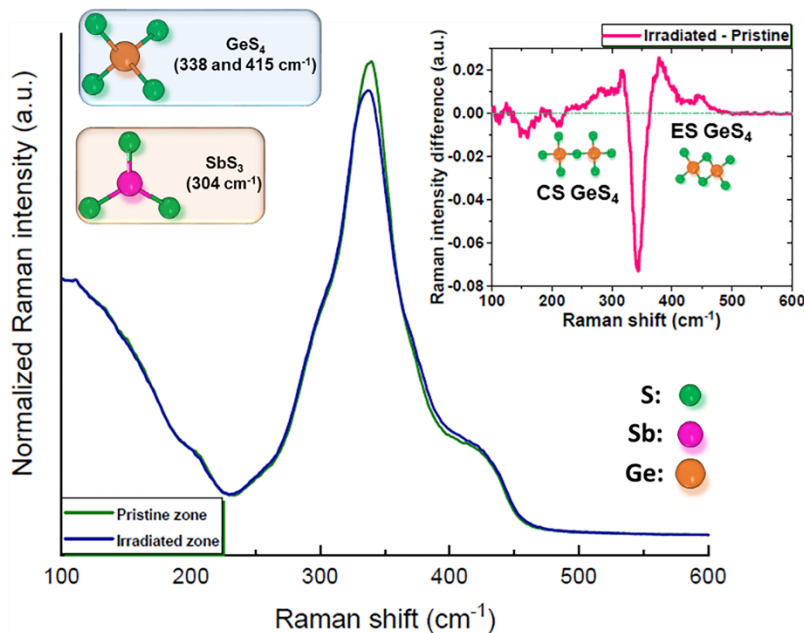 GeS₄
(338 and 415 cm⁻¹)
SbS₃
(304 cm⁻¹)
Normalized Raman intensity (a.u.)
Pristine zone
Irradiated zone
100 200 300 400 500 600
Raman shift (cm⁻¹)
Irradiated - Pristine
Raman intensity difference (a.u.)
0.02
0.00
-0.02
-0.04
-0.06
-0.08
CS GeS₄
ES GeS₄
100 200 300 400 500 600
Raman shift (cm⁻¹)
S:
Sb:
Ge: